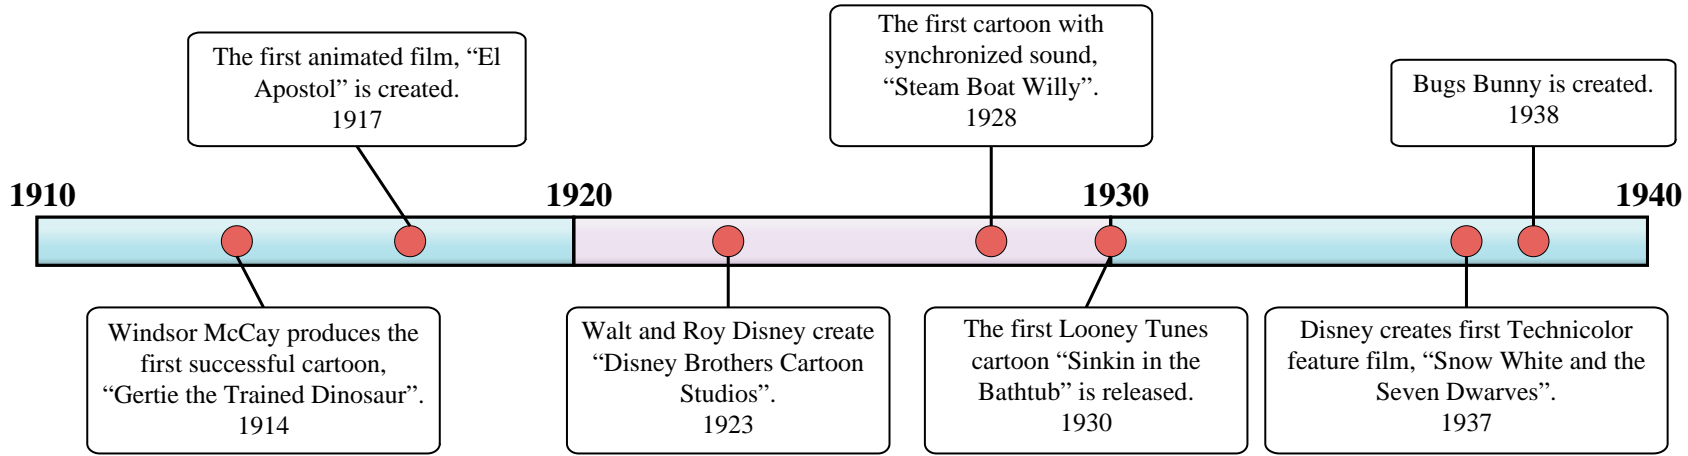 The first animated film, “El
Apostol” is created.
1917
The first cartoon with
synchronized sound,
“Steam Boat Willy”.
1928
Bugs Bunny is created.
1938
1910
1920
1930
1940
Windsor McCay produces the
first successful cartoon,
“Gertie the Trained Dinosaur”.
1914
Walt and Roy Disney create
“Disney Brothers Cartoon
Studios”.
1923
The first Looney Tunes
cartoon “Sinkin in the
Bathtub” is released.
1930
Disney creates first Technicolor
feature film, “Snow White and the
Seven Dwarves”.
1937